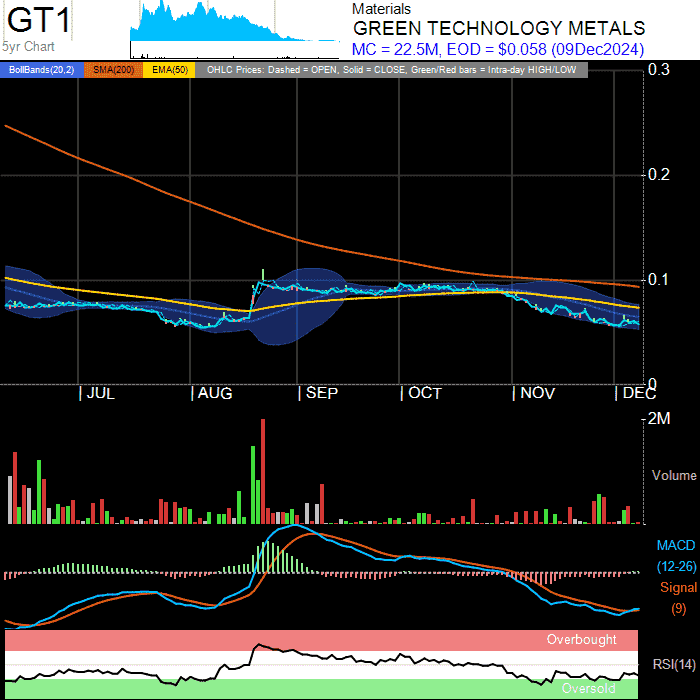 GT1
5yr Chart
Materials
GREEN TECHNOLOGY METALS
MC = 22.5M, EOD = $0.058 (09Dec2024)
BollBands(20,2) SMA(200) EMA(50) OHLC Prices: Dashed = OPEN, Solid = CLOSE, Green/Red bars = Intra-day HIGH/LOW
0.3
0.2
0.1
0
JUL AUG SEP OCT NOV DEC
2M
Volume
MACD
(12-26)
Signal
(9)
Overbought
RSI(14)
Oversold